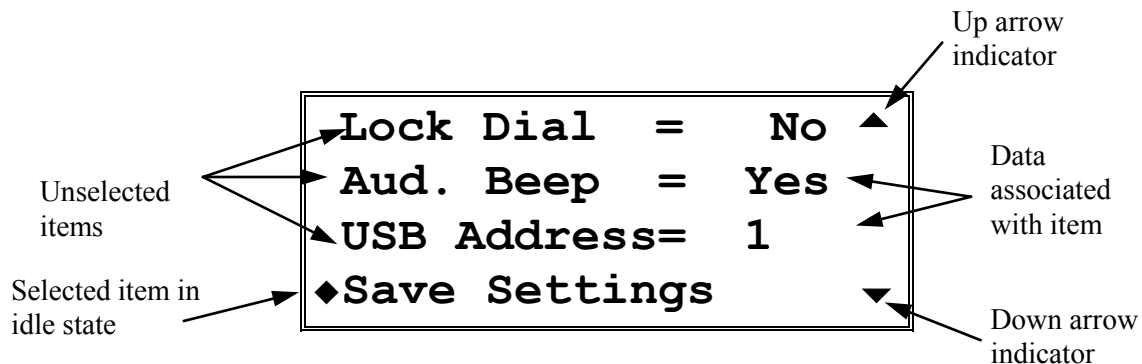 Up arrow
indicator
Lock Dial = No ▲
Aud. Beep = Yes
USB Address= 1
◆Save Settings ▼
Unselected
items
Selected item in
idle state
Data
associated
with item
Down arrow
indicator